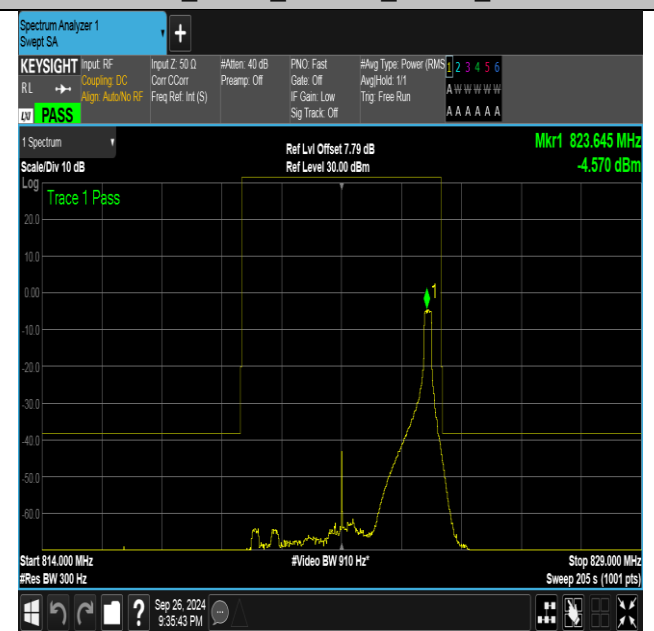 Spectrum Analyzer 1
Swept SA
+
KEYSIGHT
RL
LXI
PASS
Input: RF
Coupling: DC
Align: Auto/No RF
Input Z: 50 Ω
Corr CCorr
Freq Ref: Int (S)
#Atten: 40 dB
Preamp: Off
PNO: Fast
Gate: Off
IF Gain: Low
Sig Track: Off
#Avg Type: Power (RMS
Avg|Hold: 1/1
Trig: Free Run
1 2 3 4 5 6
A W W W W W
A A A A A A
1 Spectrum
Scale/Div 10 dB
Ref Lvl Offset 7.79 dB
Ref Level 30.00 dBm
Mkr1 823.645 MHz
-4.570 dBm
Log
Trace 1 Pass
20.0
10.0
0.00
-10.0
-20.0
-30.0
-40.0
-50.0
-60.0
1
Start 814.000 MHz
#Res BW 300 Hz
#Video BW 910 Hz*
Stop 829.000 MHz
Sweep 205 s (1001 pts)
?
Sep 26, 2024
9:35:43 PM